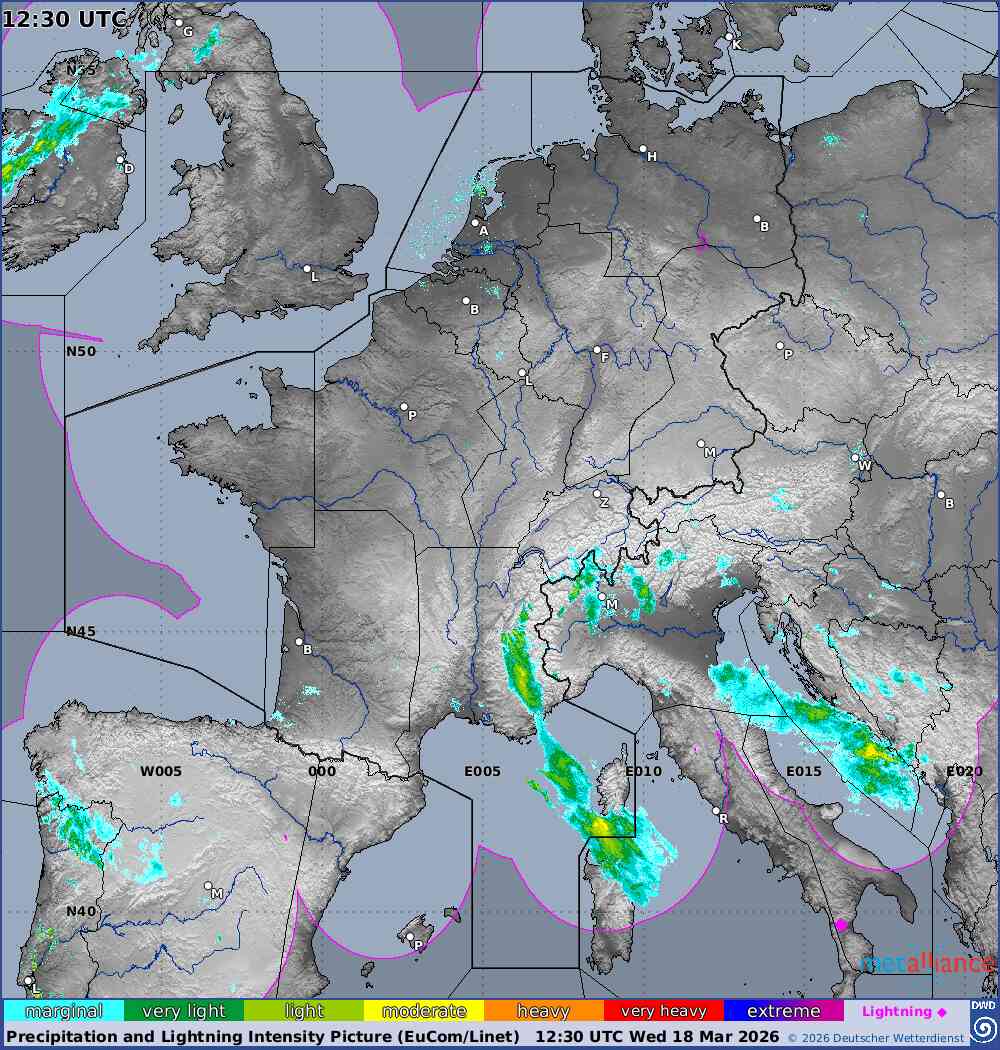 12:30 UTC
G
K
N55
D
H
A
B
L
B
N50
F
P
P
L
M
W
Z
B
M
N45
B
W005
000
E005
E010
E015
E020
R
M
N40
P
metalliance
L
marginal
very light
light
moderate
heavy
very heavy
extreme
Lightning ◆
DWD
Precipitation and Lightning Intensity Picture (EuCom/Linet) 12:30 UTC Wed 18 Mar 2026 © 2026 Deutscher Wetterdienst